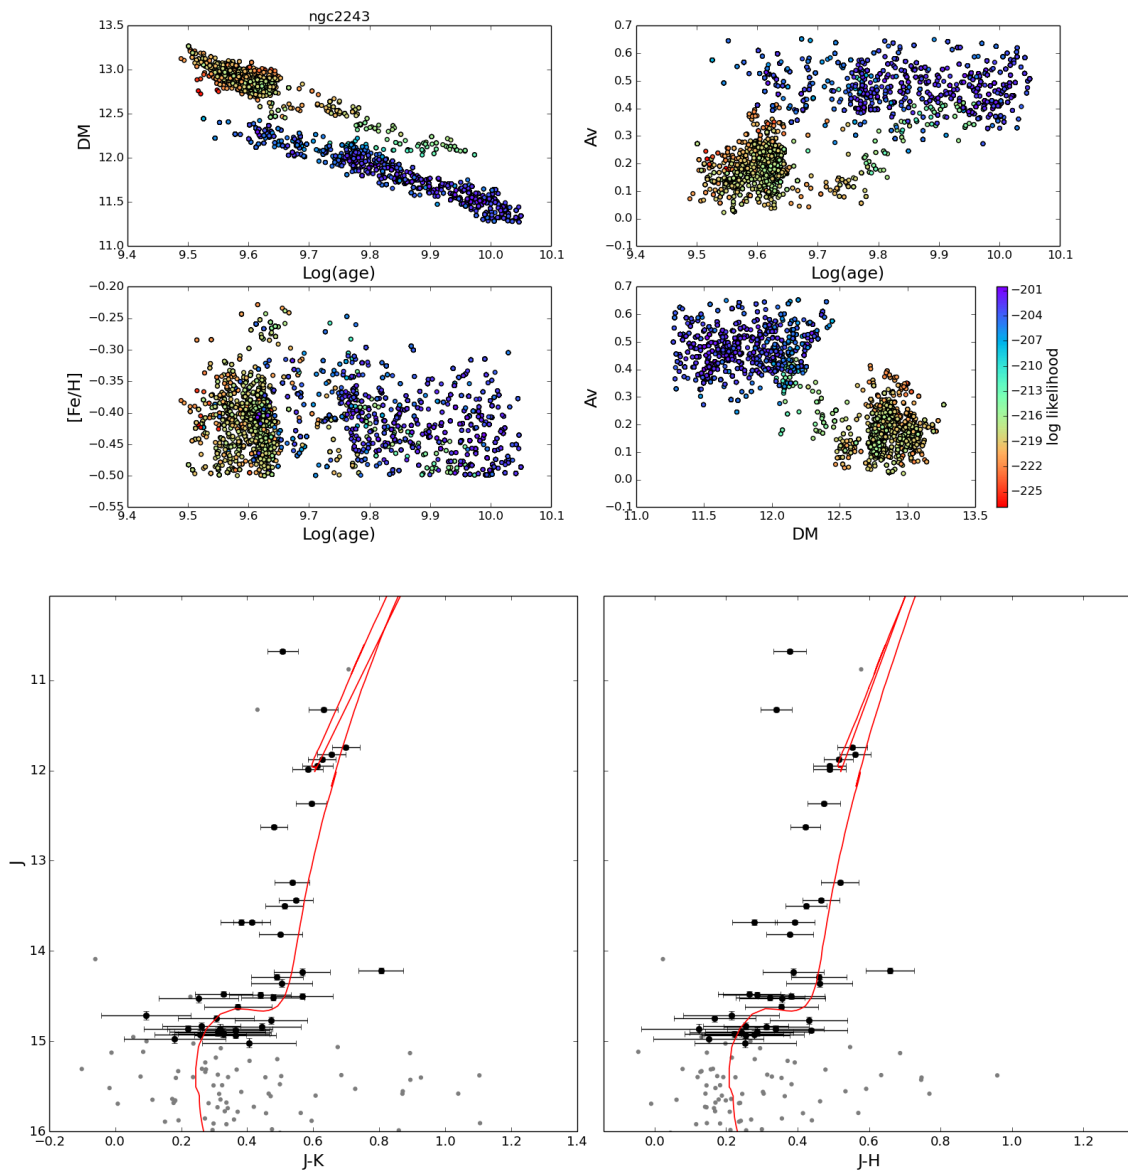 ngc2243
13.5
13.0
12.5
12.0
11.5
11.0
DM
9.4 9.5 9.6 9.7 9.8 9.9 10.0 10.1
Log(age)
0.7
0.6
0.5
0.4
0.3
0.2
0.1
0.0
−0.1
Av
9.4 9.5 9.6 9.7 9.8 9.9 10.0 10.1
Log(age)
−0.20
−0.25
−0.30
−0.35
−0.40
−0.45
−0.50
−0.55
[Fe/H]
9.4 9.5 9.6 9.7 9.8 9.9 10.0 10.1
Log(age)
0.7
0.6
0.5
0.4
0.3
0.2
0.1
0.0
−0.1
Av
11.0 11.5 12.0 12.5 13.0 13.5
DM
−201
−204
−207
−210
−213
−216
−219
−222
−225
log likelihood
11
12
13
14
15
16
J
−0.2 0.0 0.2 0.4 0.6 0.8 1.0 1.2 1.4
J-K
0.0 0.2 0.4 0.6 0.8 1.0 1.2
J-H